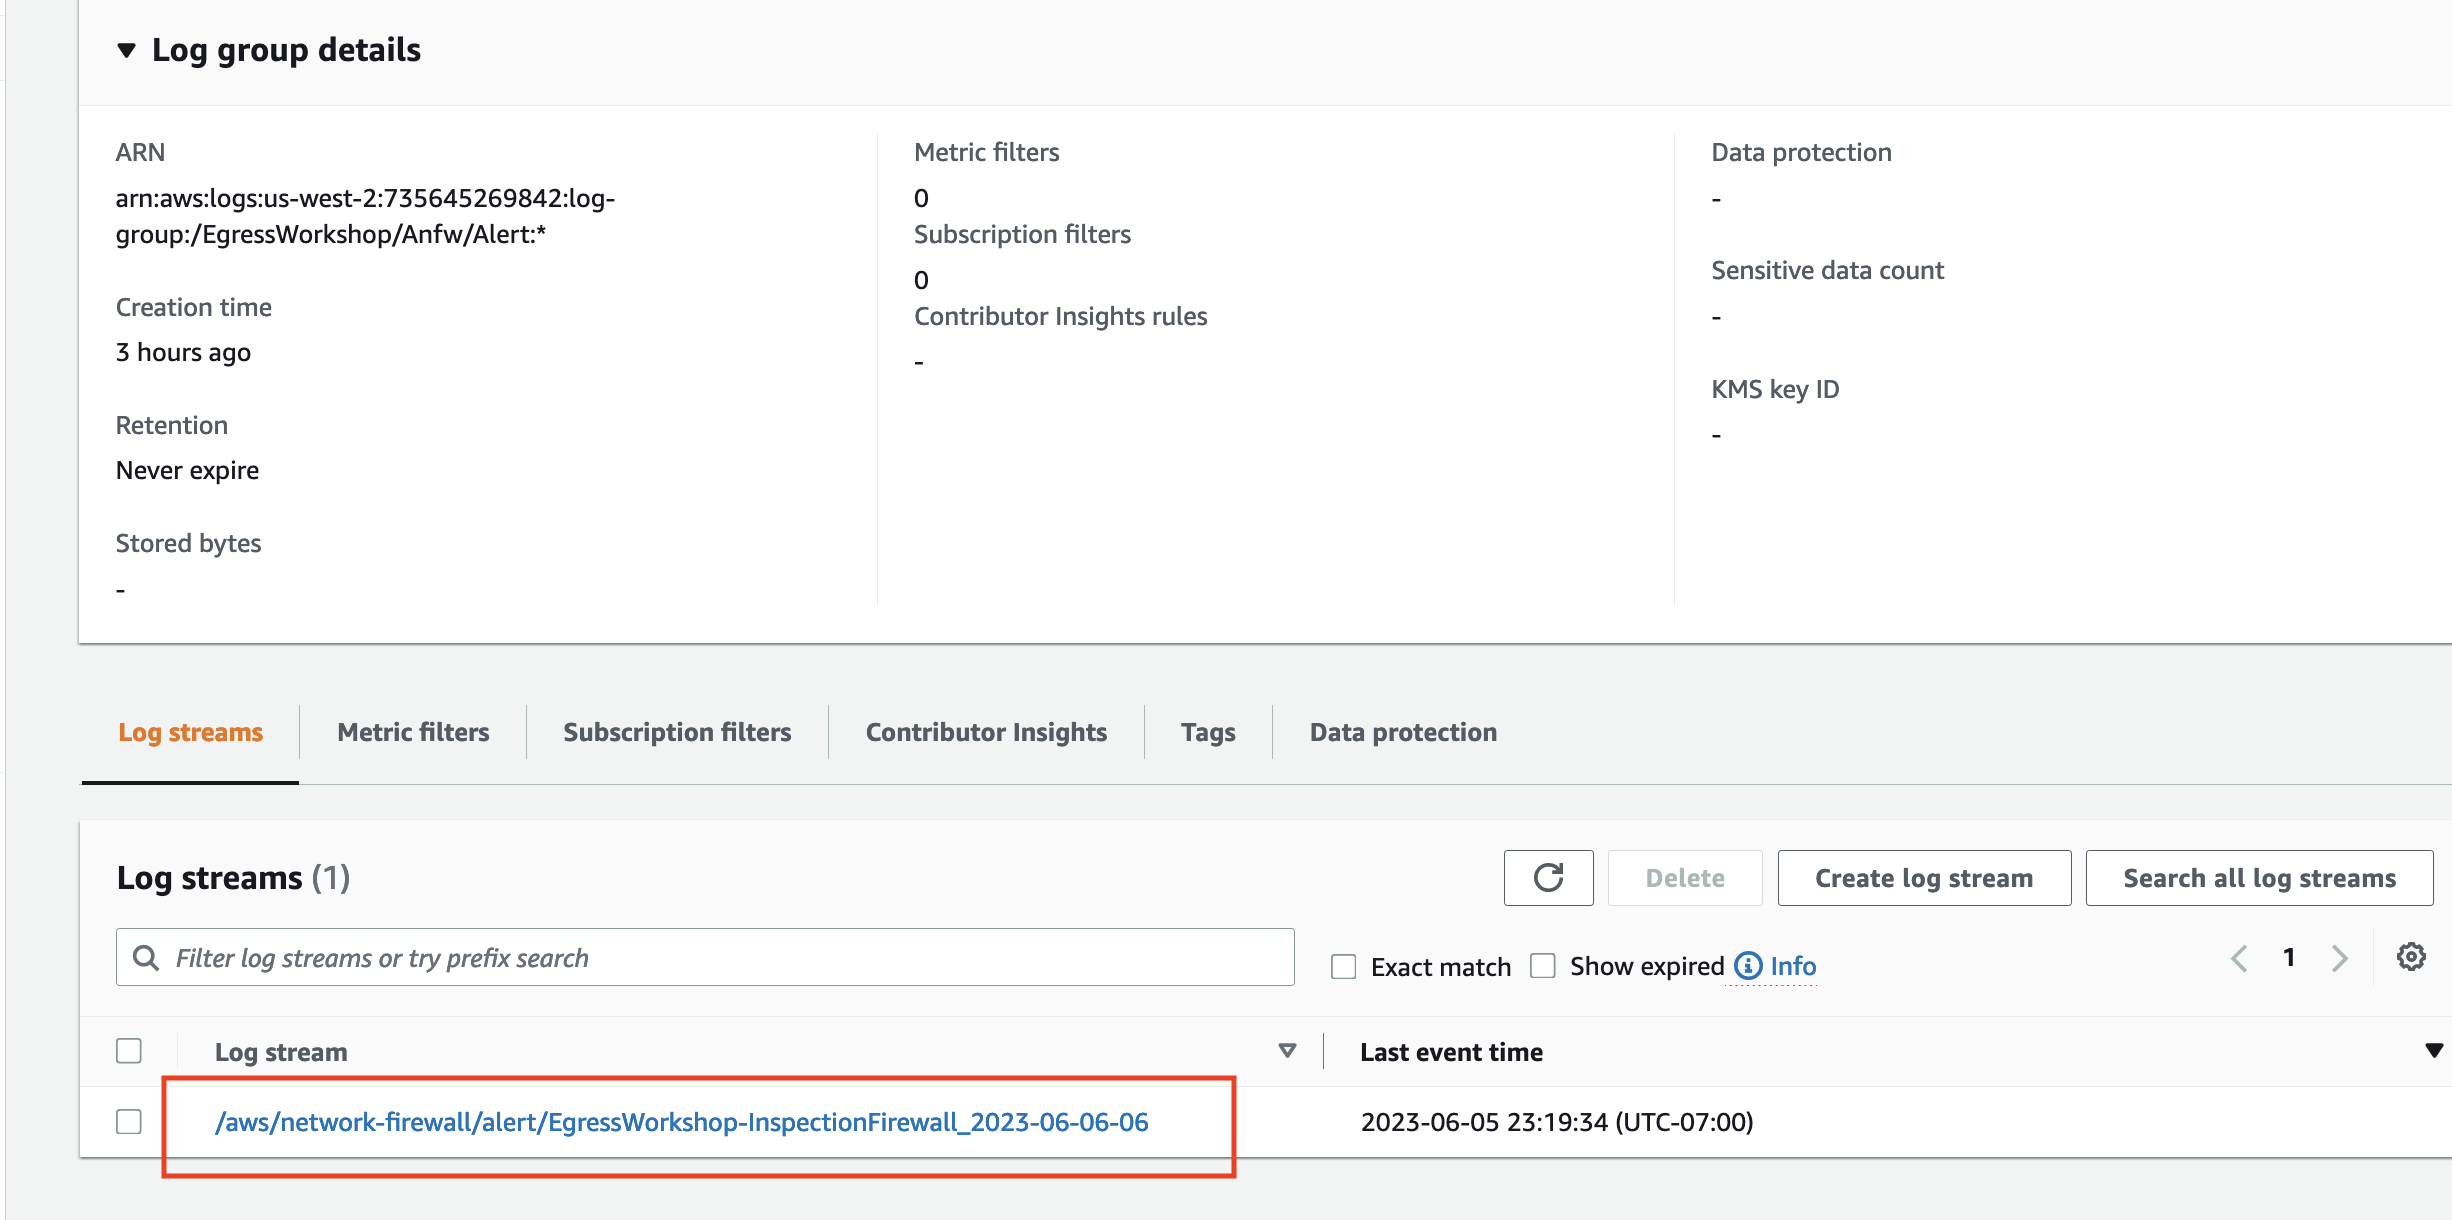 Log group details
ARN
arn:aws:logs:us-west-2:735645269842:log-
group:/EgressWorkshop/Anfw/Alert:*
Creation time
3 hours ago
Retention
Never expire
Stored bytes
-
Metric filters
0
Subscription filters
0
Contributor Insights rules
-
Data protection
-
Sensitive data count
-
KMS key ID
-
Log streams
Metric filters
Subscription filters
Contributor Insights
Tags
Data protection
Log streams (1)
Delete
Create log stream
Search all log streams
Filter log streams or try prefix search
Exact match
Show expired
Info
1
Log stream
Last event time
/aws/network-firewall/alert/EgressWorkshop-InspectionFirewall_2023-06-06-06
2023-06-05 23:19:34 (UTC-07:00)